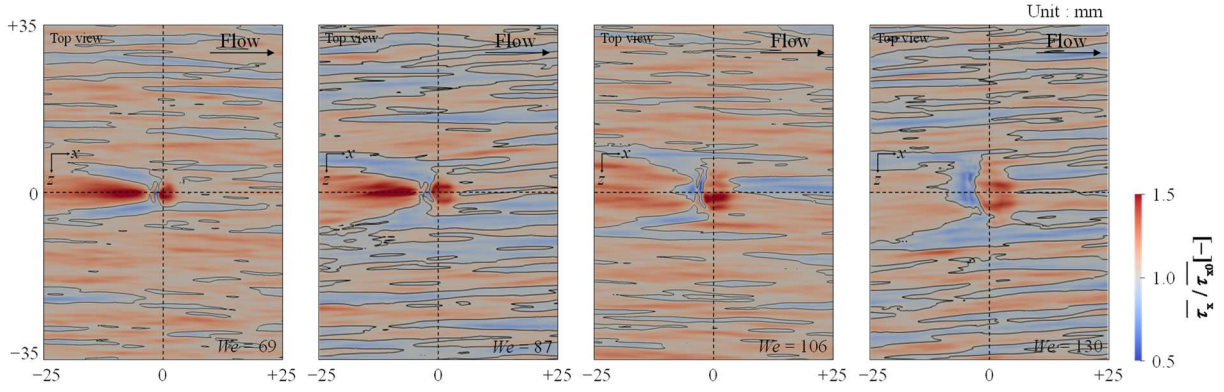 Unit : mm
+35
Top view
Flow
Top view
Flow
Top view
Flow
Top view
Flow
x
z
x
z
x
z
x
z
0
1.5
1.0
0.5
τx / τx0 [−]
−35
We = 69
We = 87
We = 106
We = 130
−25
0
+25
−25
0
+25
−25
0
+25
−25
0
+25